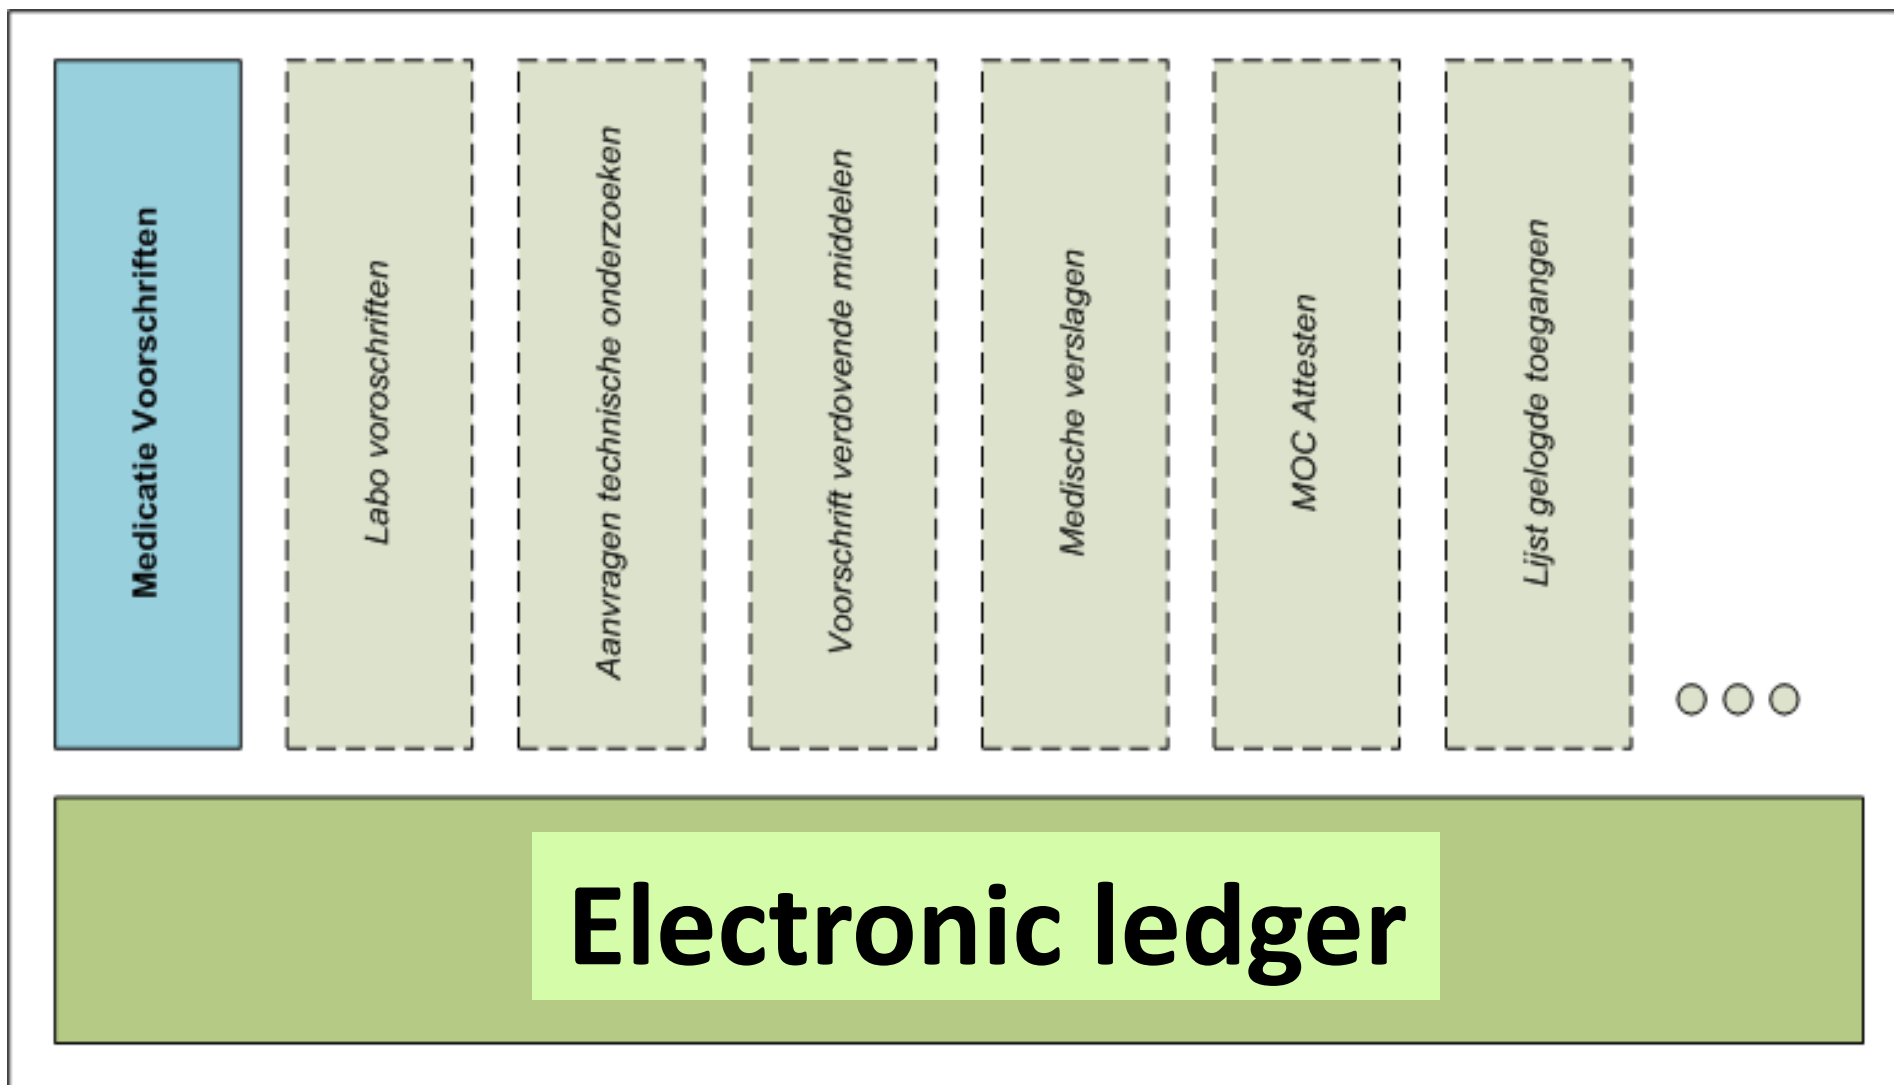 Medicatie Voorschriften
Labo voroschriften
Aanvragen technische onderzoeken
Voorschrift verdovende middelen
Medische verslagen
MOC Attesten
Lijst gelogde toegangen
Electronic ledger